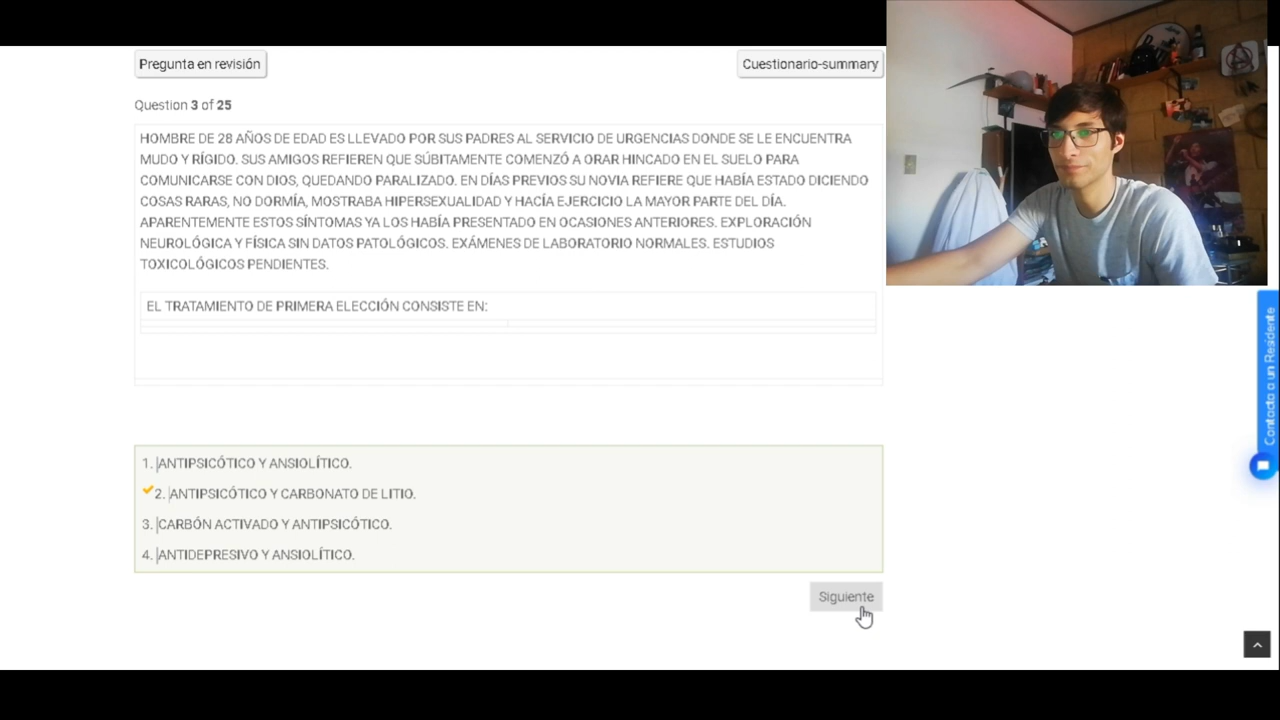 Pregunta en revisión
Cuestionario-summary
Question 3 of 25
HOMBRE DE 28 AÑOS DE EDAD ES LLEVADO POR SUS PADRES AL SERVICIO DE URGENCIAS DONDE SE LE ENCUENTRA
MUDO Y RÍGIDO. SUS AMIGOS REFIEREN QUE SÚBITAMENTE COMENZÓ A ORAR HINCADO EN EL SUELO PARA
COMUNICARSE CON DIOS, QUEDANDO PARALIZADO. EN DÍAS PREVIOS SU NOVIA REFIERE QUE HABÍA ESTADO DICIENDO
COSAS RARAS, NO DORMÍA, MOSTRABA HIPERSEXUALIDAD Y HACÍA EJERCICIO LA MAYOR PARTE DEL DÍA.
APARENTEMENTE ESTOS SÍNTOMAS YA LOS HABÍA PRESENTADO EN OCASIONES ANTERIORES. EXPLORACIÓN
NEUROLÓGICA Y FÍSICA SIN DATOS PATOLÓGICOS. EXÁMENES DE LABORATORIO NORMALES. ESTUDIOS
TOXICOLÓGICOS PENDIENTES.
EL TRATAMIENTO DE PRIMERA ELECCIÓN CONSISTE EN:
1. ANTIPSICÓTICO Y ANSIOLÍTICO.
2. ANTIPSICÓTICO Y CARBONATO DE LITIO.
3. CARBÓN ACTIVADO Y ANTIPSICÓTICO.
4. ANTIDEPRESIVO Y ANSIOLÍTICO.
Siguiente
Contacta a un Residente